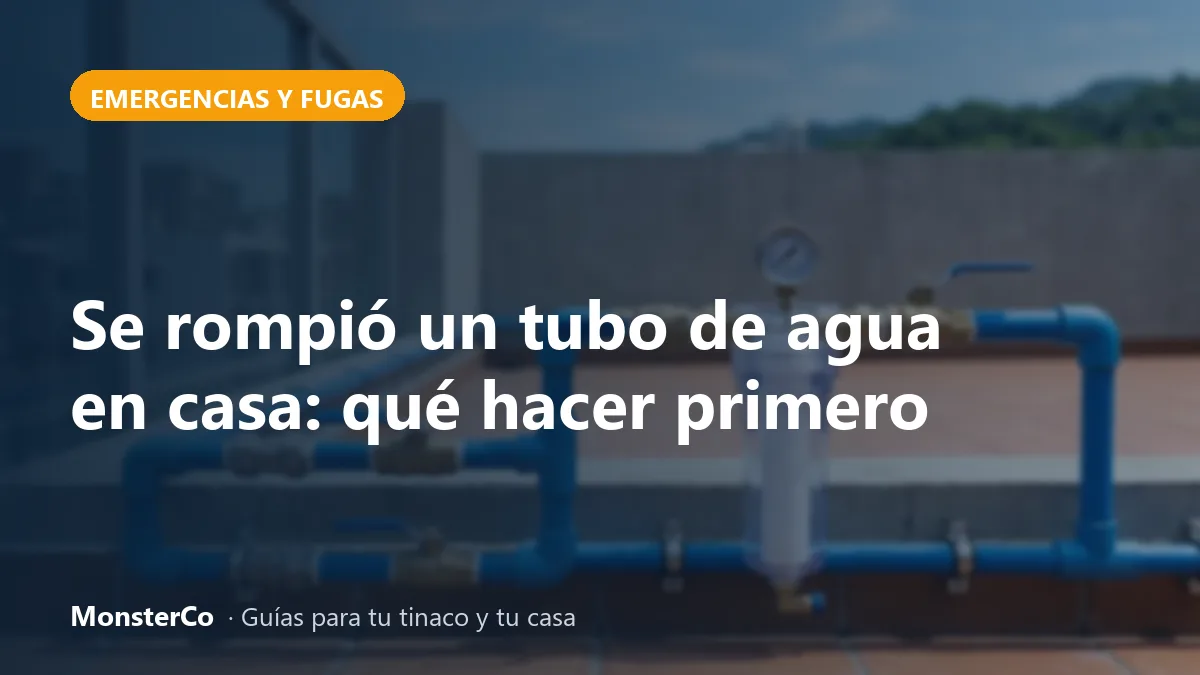 EMERGENCIAS Y FUGAS
Se rompió un tubo de agua
en casa: qué hacer primero
MonsterCo · Guías para tu tinaco y tu casa